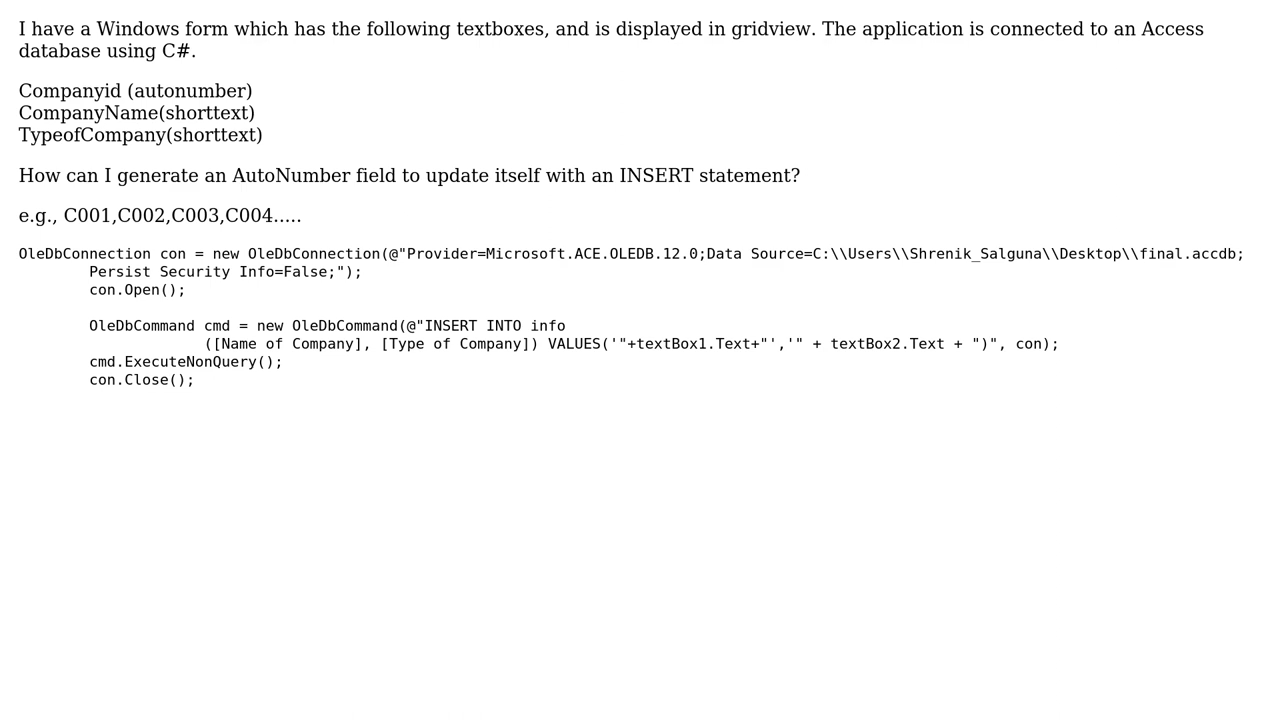 I have a Windows form which has the following textboxes, and is displayed in gridview. The application is connected to an Access
database using C#.
Companyid (autonumber)
CompanyName(shorttext)
TypeofCompany(shorttext)
How can I generate an AutoNumber field to update itself with an INSERT statement?
e.g., C001,C002,C003,C004.....
OleDbConnection con = new OleDbConnection(@"Provider=Microsoft.ACE.OLEDB.12.0;Data Source=C:\\Users\\Shrenik_Salguna\\Desktop\\final.accdb;
        Persist Security Info=False;");
        con.Open();

        OleDbCommand cmd = new OleDbCommand(@"INSERT INTO info
                     ([Name of Company], [Type of Company]) VALUES('"+textBox1.Text+"','" + textBox2.Text + ")", con);
        cmd.ExecuteNonQuery();
        con.Close();